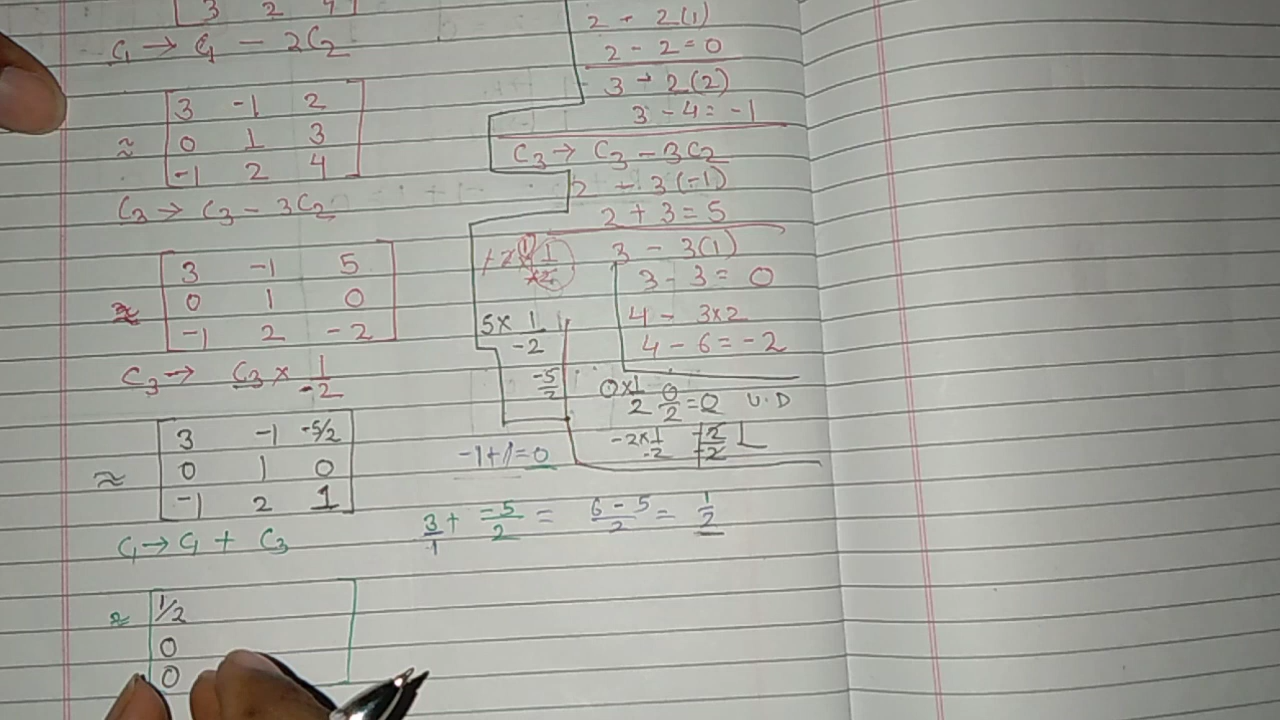 3 2 4
C₁ → C₁ - 2C₂
3 -1 2
≈ 0 1 3
-1 2 4
C₃ → C₃ - 3C₂
3 -1 5
≈ 0 1 0
-1 2 -2
C₃ → C₃ × 1/-2
3 -1 -5/2
≈ 0 1 0
-1 2 1
C₁ → C₁ + C₃
≈ 1/2
0
0
2 - 2(1)
2 - 2 = 0
3 - 2(2)
3 - 4 = -1
C₃ → C₃ - 3C₂
2 - 3(-1)
2 + 3 = 5
3 - 3(1)
3 - 3 = 0
4 - 3×2
4 - 6 = -2
5 × 1/-2
-5/2
0×1/2 0/2 = 0 U.D
-2×1/-2 -2/-2
-1+1=0
3/1 + -5/2 = 6-5/2 = 1/2